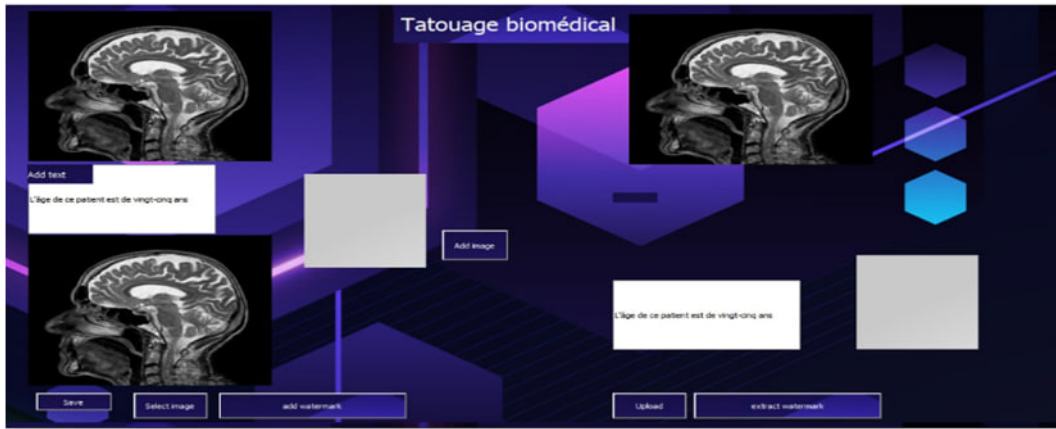 Tatouage biomédical
Add text
L'âge de ce patient est de vingt-cinq ans
Add image
L'âge de ce patient est de vingt-cinq ans
Save
Select image
add watermark
Upload
extract watermark